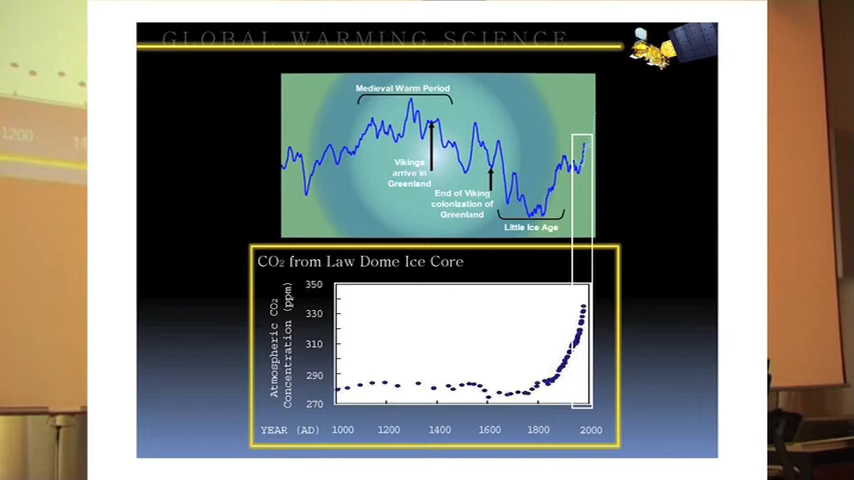 GLOBAL WARMING SCIENCE
Medieval Warm Period
Vikings
arrive in
Greenland
End of Viking
colonization of
Greenland
Little Ice Age
CO₂ from Law Dome Ice Core
Atmospheric CO₂
Concentration (ppm)
350
330
310
290
270
YEAR (AD) 1000 1200 1400 1600 1800 2000
1200